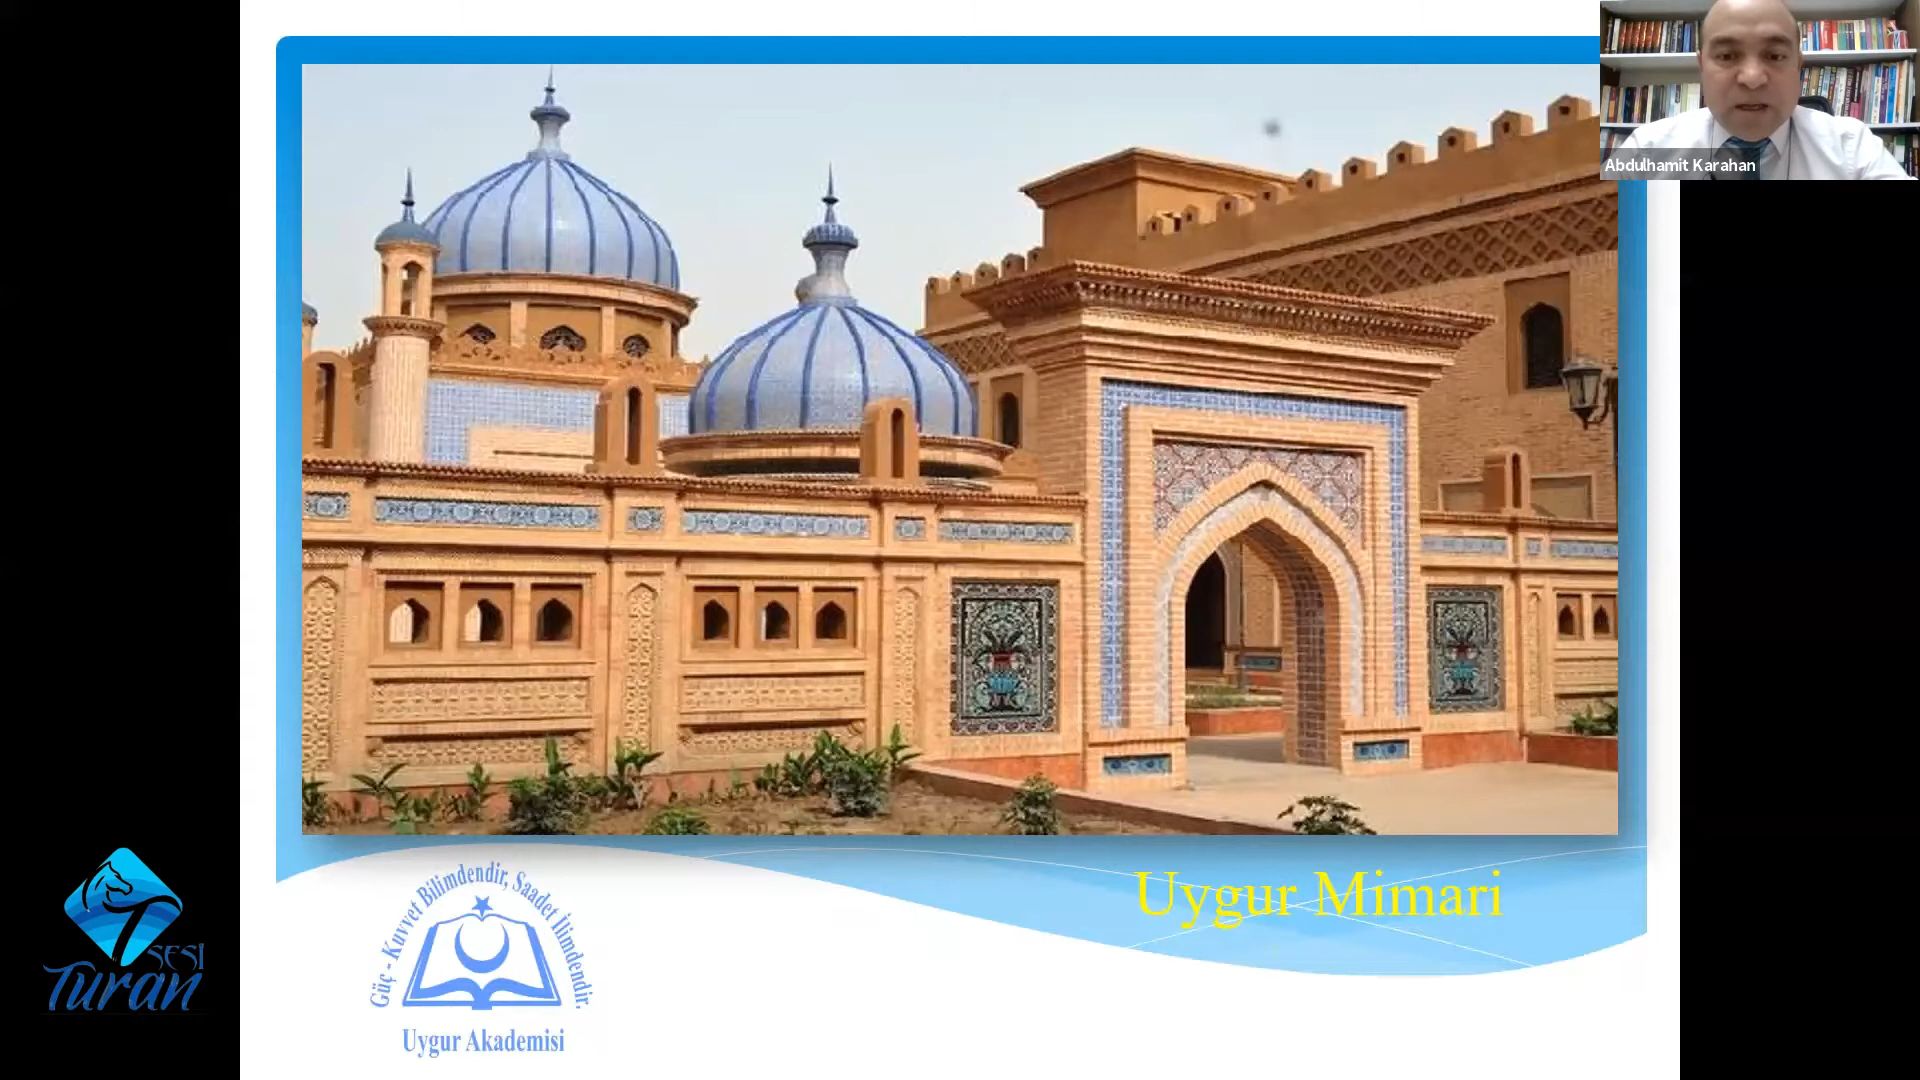 Abdulhamit Karahan
Uygur Mimari
Güç - Kuvvet Bilimdendir, Saadet İlimdendir.
Uygur Akademisi
SESİ
Turan